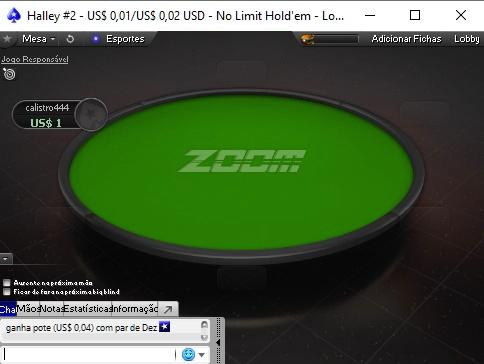 Halley #2 - US$ 0,01/US$ 0,02 USD - No Limit Hold'em - Lo...
Mesa
Esportes
Adicionar Fichas
Lobby
Jogo Responsável
calistro444
US$ 1
ZOOM
Ausente na próxima mão
Ficar de fora na próxima big blind
Chat
Mãos
Notas
Estatísticas
Informação
ganha pote (US$ 0,04) com par de Dez